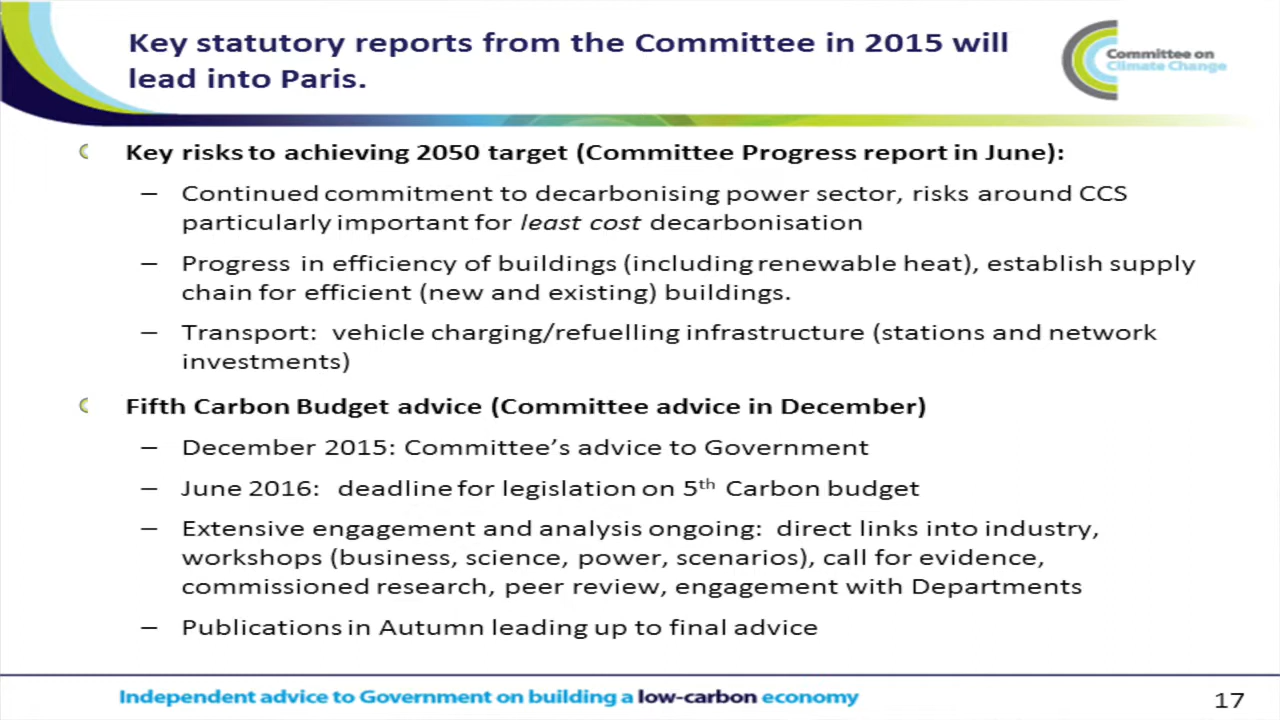 Key statutory reports from the Committee in 2015 will
lead into Paris.
Committee on
Climate Change
Key risks to achieving 2050 target (Committee Progress report in June):
– Continued commitment to decarbonising power sector, risks around CCS
particularly important for least cost decarbonisation
– Progress in efficiency of buildings (including renewable heat), establish supply
chain for efficient (new and existing) buildings.
– Transport: vehicle charging/refuelling infrastructure (stations and network
investments)
Fifth Carbon Budget advice (Committee advice in December)
– December 2015: Committee’s advice to Government
– June 2016: deadline for legislation on 5th Carbon budget
– Extensive engagement and analysis ongoing: direct links into industry,
workshops (business, science, power, scenarios), call for evidence,
commissioned research, peer review, engagement with Departments
– Publications in Autumn leading up to final advice
Independent advice to Government on building a low-carbon economy
17